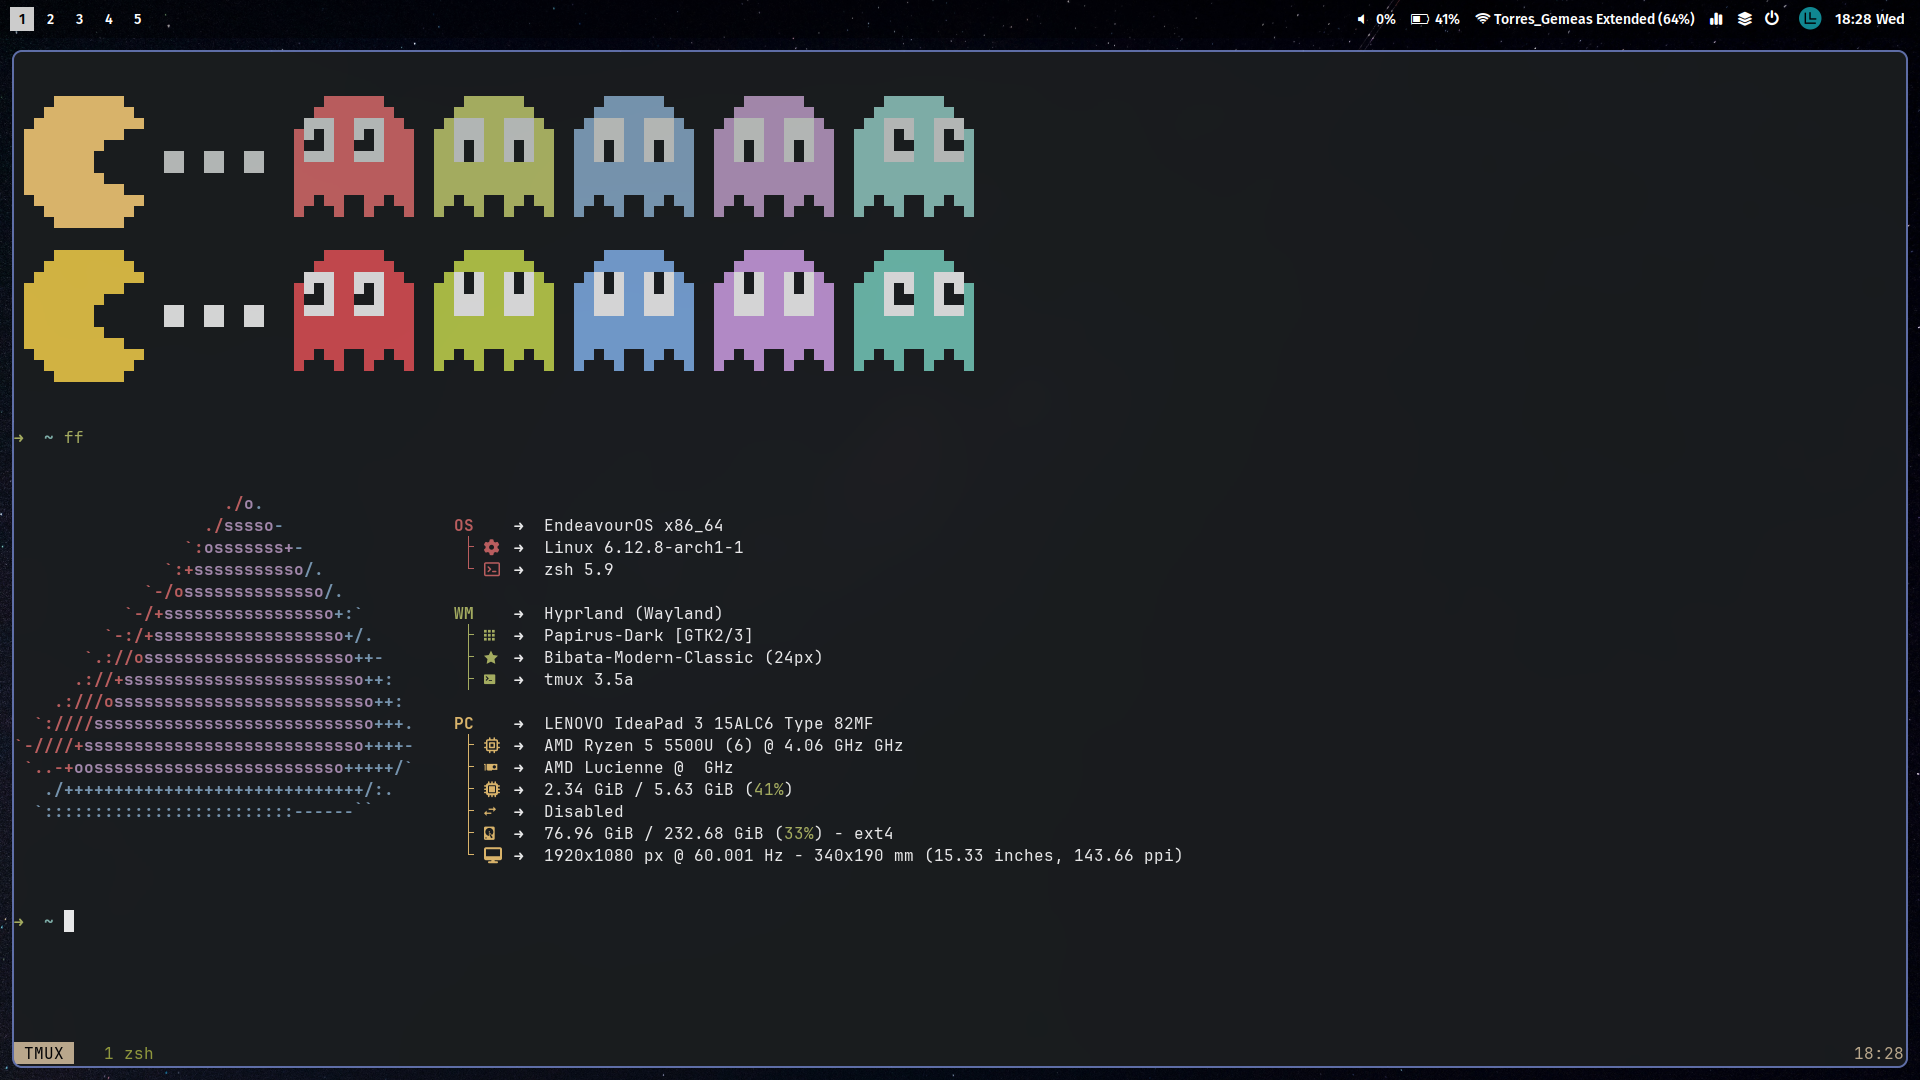 1 2 3 4 5 0% 41% Torres_Gemeas Extended (64%) 18:28 Wed
➜ ~ ff
./o.
./sssso-
`:osssssss+-
`:+sssssssssso/.
`-/ossssssssssssso/.
`-/+sssssssssssssssso+:`
`-:/+sssssssssssssssssso+/.
`.://osssssssssssssssssssso++-
.://+ssssssssssssssssssssssso++:
.:///ossssssssssssssssssssssssso++:
`:////ssssssssssssssssssssssssssso+++.
`-////+ssssssssssssssssssssssssssso++++-
`..-+oosssssssssssssssssssssssso+++++/`
./++++++++++++++++++++++++++++++/:.
`:::::::::::::::::::::::::------``
OS ➜ EndeavourOS x86_64
➜ Linux 6.12.8-arch1-1
➜ zsh 5.9
WM ➜ Hyprland (Wayland)
➜ Papirus-Dark [GTK2/3]
➜ Bibata-Modern-Classic (24px)
➜ tmux 3.5a
PC ➜ LENOVO IdeaPad 3 15ALC6 Type 82MF
➜ AMD Ryzen 5 5500U (6) @ 4.06 GHz GHz
➜ AMD Lucienne @  GHz
➜ 2.34 GiB / 5.63 GiB (41%)
➜ Disabled
➜ 76.96 GiB / 232.68 GiB (33%) - ext4
➜ 1920x1080 px @ 60.001 Hz - 340x190 mm (15.33 inches, 143.66 ppi)
➜ ~
TMUX 1 zsh 18:28